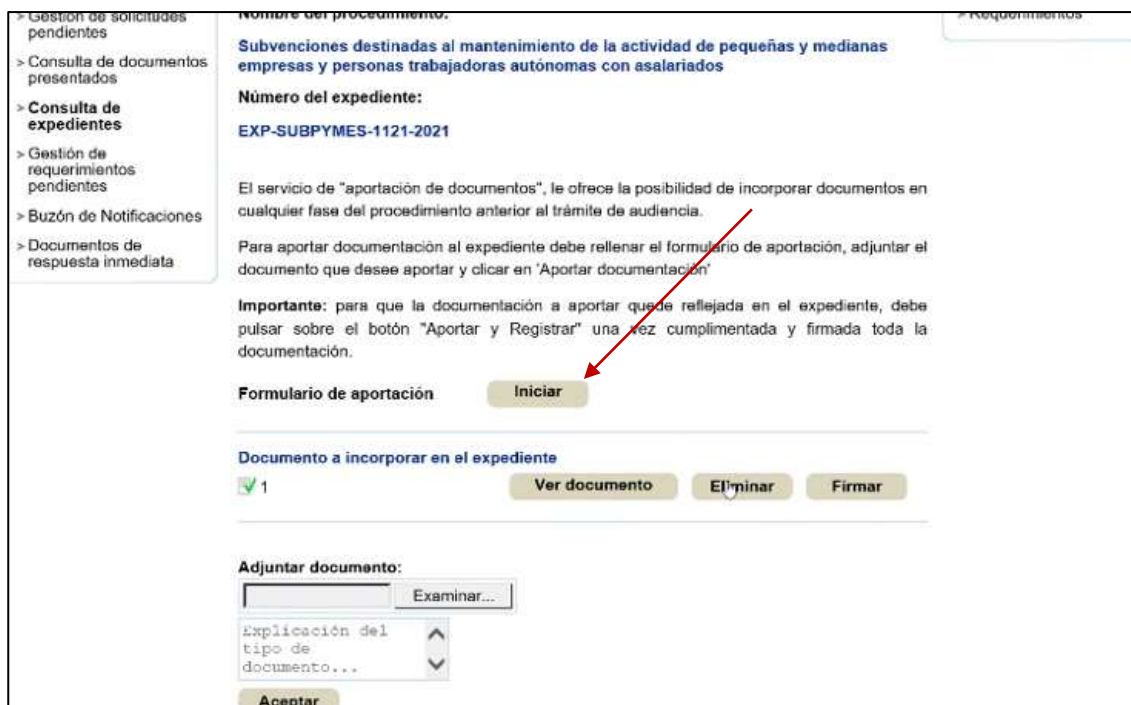 > Gestión de solicitudes
pendientes
> Consulta de documentos
presentados
> Consulta de
expedientes
> Gestión de
requerimientos
pendientes
> Buzón de Notificaciones
> Documentos de
respuesta inmediata
Nombre del procedimiento:
Subvenciones destinadas al mantenimiento de la actividad de pequeñas y medianas
empresas y personas trabajadoras autónomas con asalariados
Número del expediente:
EXP-SUBPYMES-1121-2021
El servicio de "aportación de documentos", le ofrece la posibilidad de incorporar documentos en
cualquier fase del procedimiento anterior al trámite de audiencia.
Para aportar documentación al expediente debe rellenar el formulario de aportación, adjuntar el
documento que desee aportar y clicar en 'Aportar documentación'
Importante: para que la documentación a aportar quede reflejada en el expediente, debe
pulsar sobre el botón "Aportar y Registrar" una vez cumplimentada y firmada toda la
documentación.
Formulario de aportación Iniciar
Documento a incorporar en el expediente
1 Ver documento Eliminar Firmar
Adjuntar documento:
Examinar...
Explicación del
tipo de
documento...
Aceptar
> Requerimientos